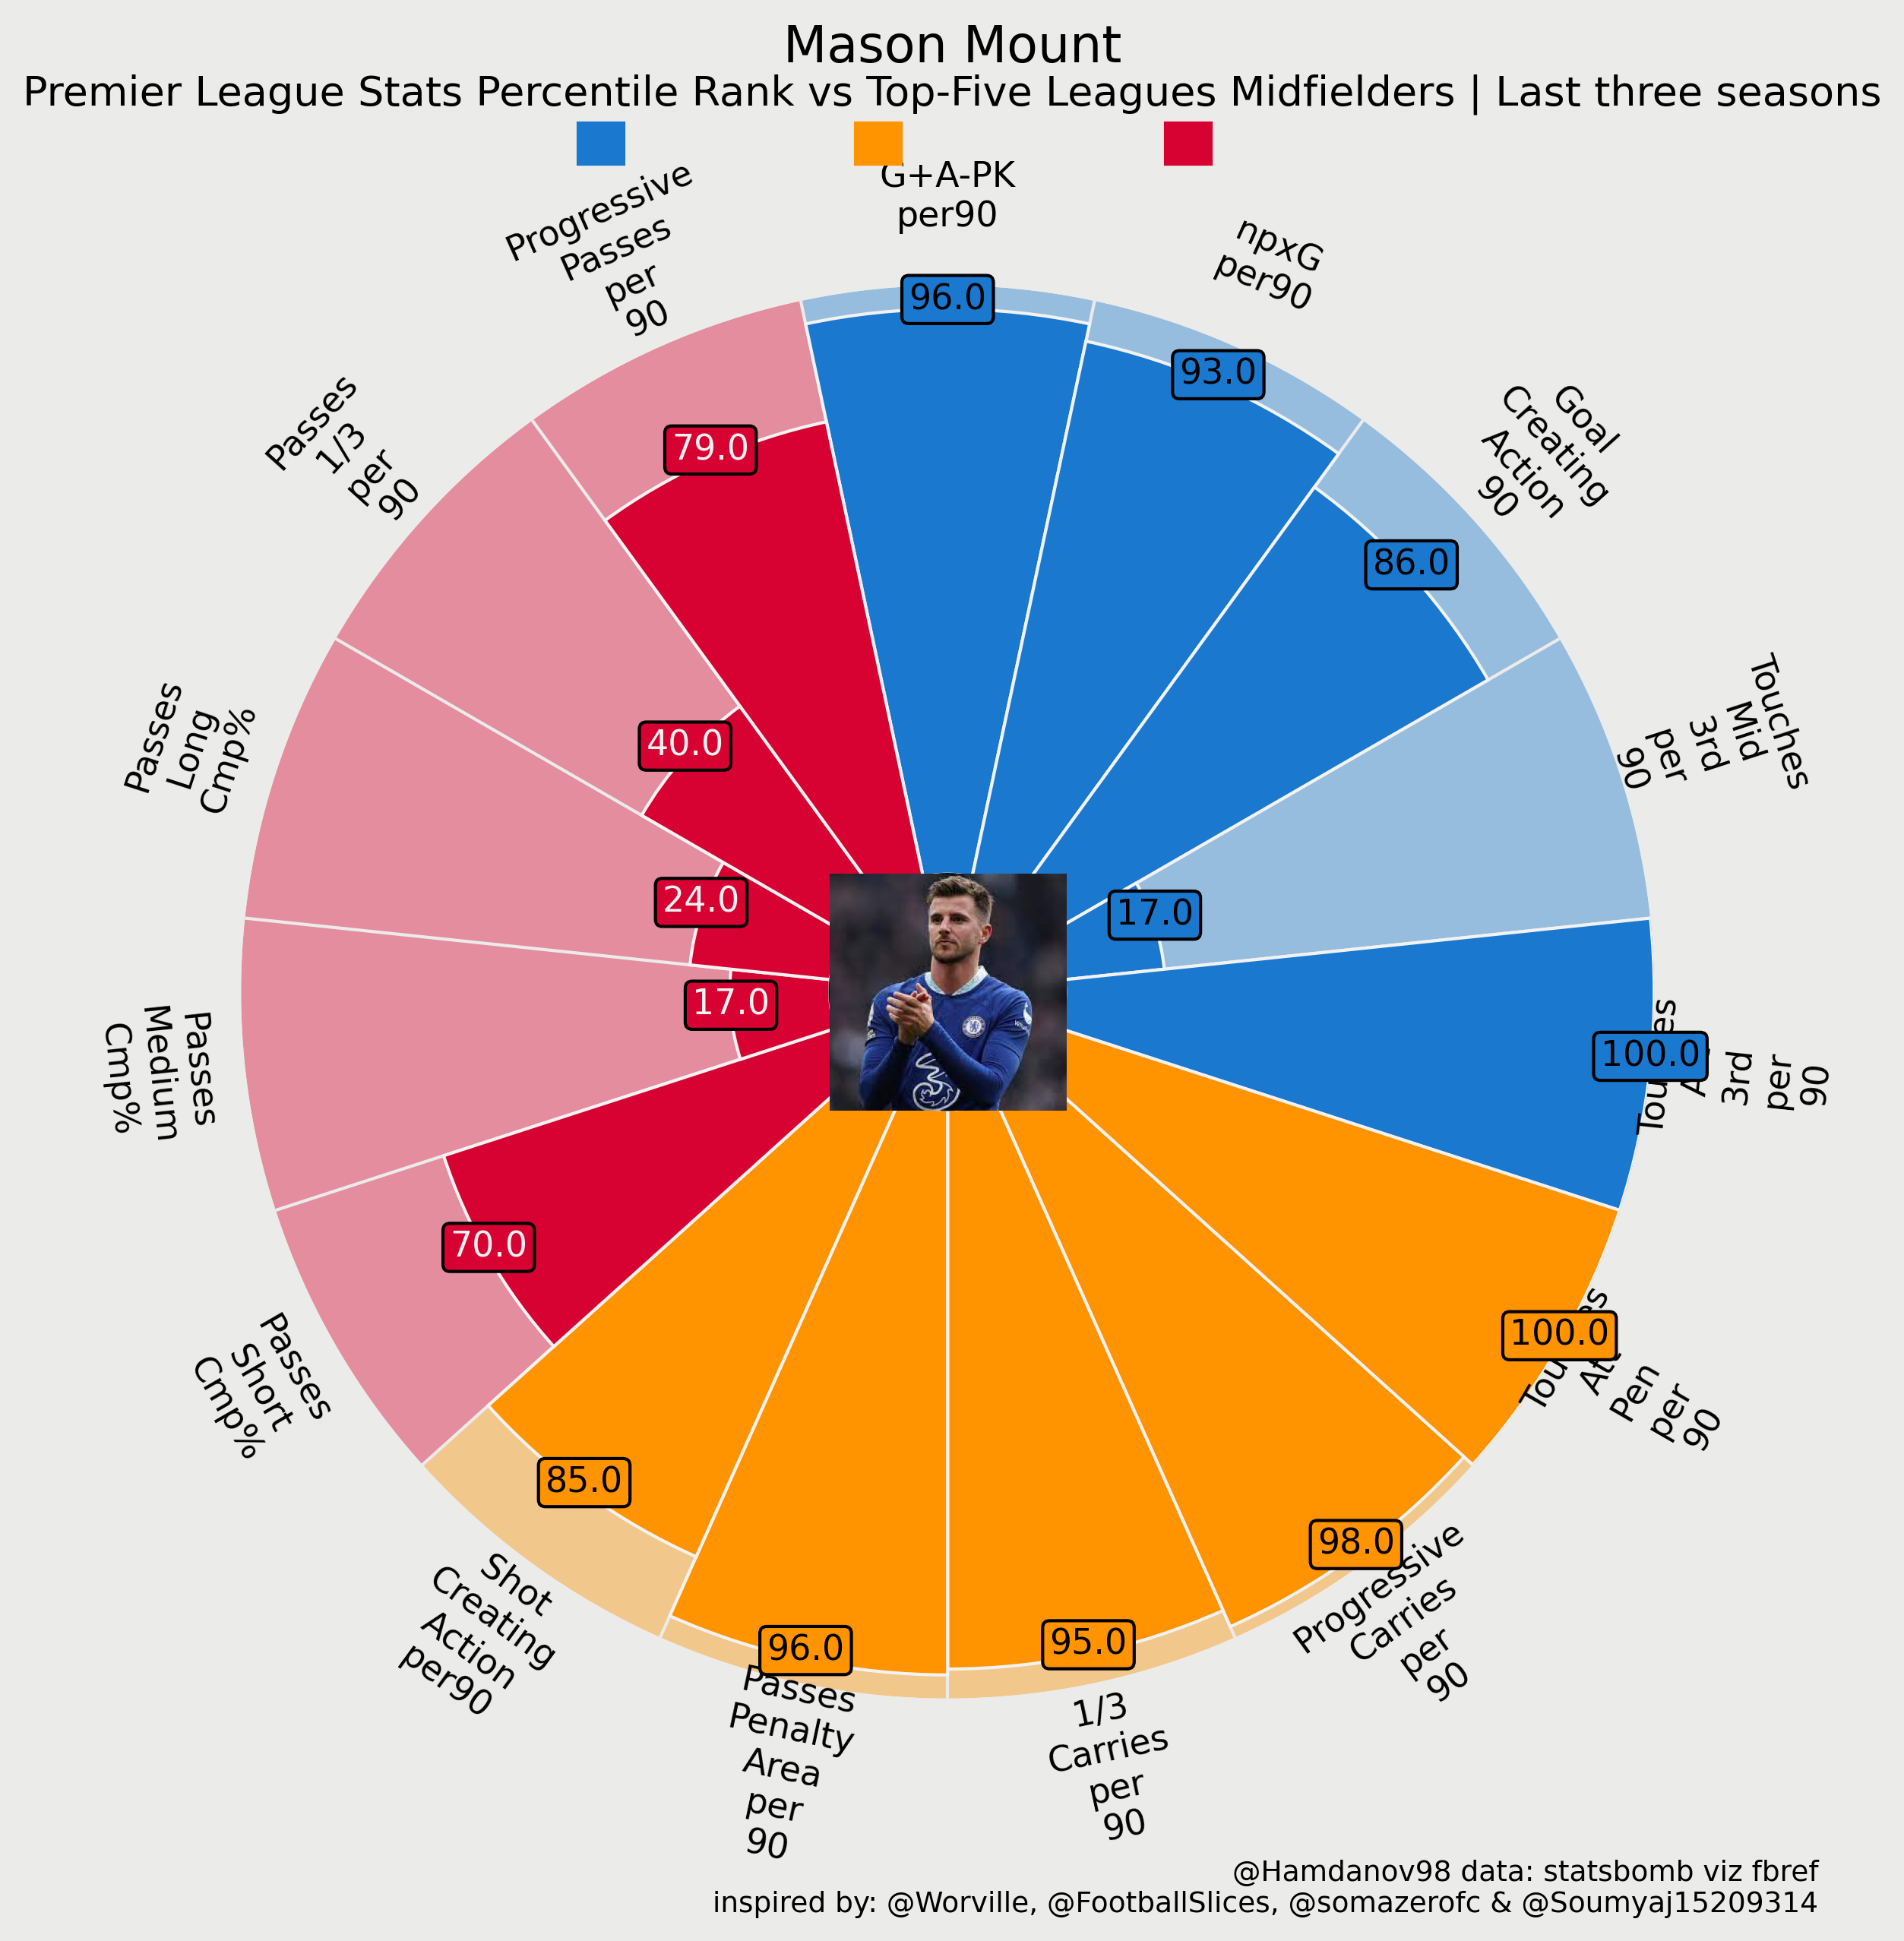 Mason Mount
Premier League Stats Percentile Rank vs Top-Five Leagues Midfielders | Last three seasons
G+A-PK
per90
96.0
npxG
per90
93.0
Goal
Creating
Action
90
86.0
Touches
Mid
3rd
per
90
17.0
3rd
per
90
100.0
Pen
per
90
100.0
Progressive
Carries
per
90
98.0
1/3
Carries
per
90
95.0
Passes
Penalty
Area
per
90
96.0
Shot
Creating
Action
per90
85.0
Passes
Short
Cmp%
70.0
Passes
Medium
Cmp%
17.0
Passes
Long
Cmp%
24.0
Passes
1/3
per
90
40.0
Progressive
Passes
per
90
79.0
@Hamdanov98 data: statsbomb viz fbref
inspired by: @Worville, @FootballSlices, @somazerofc & @Soumyaj15209314